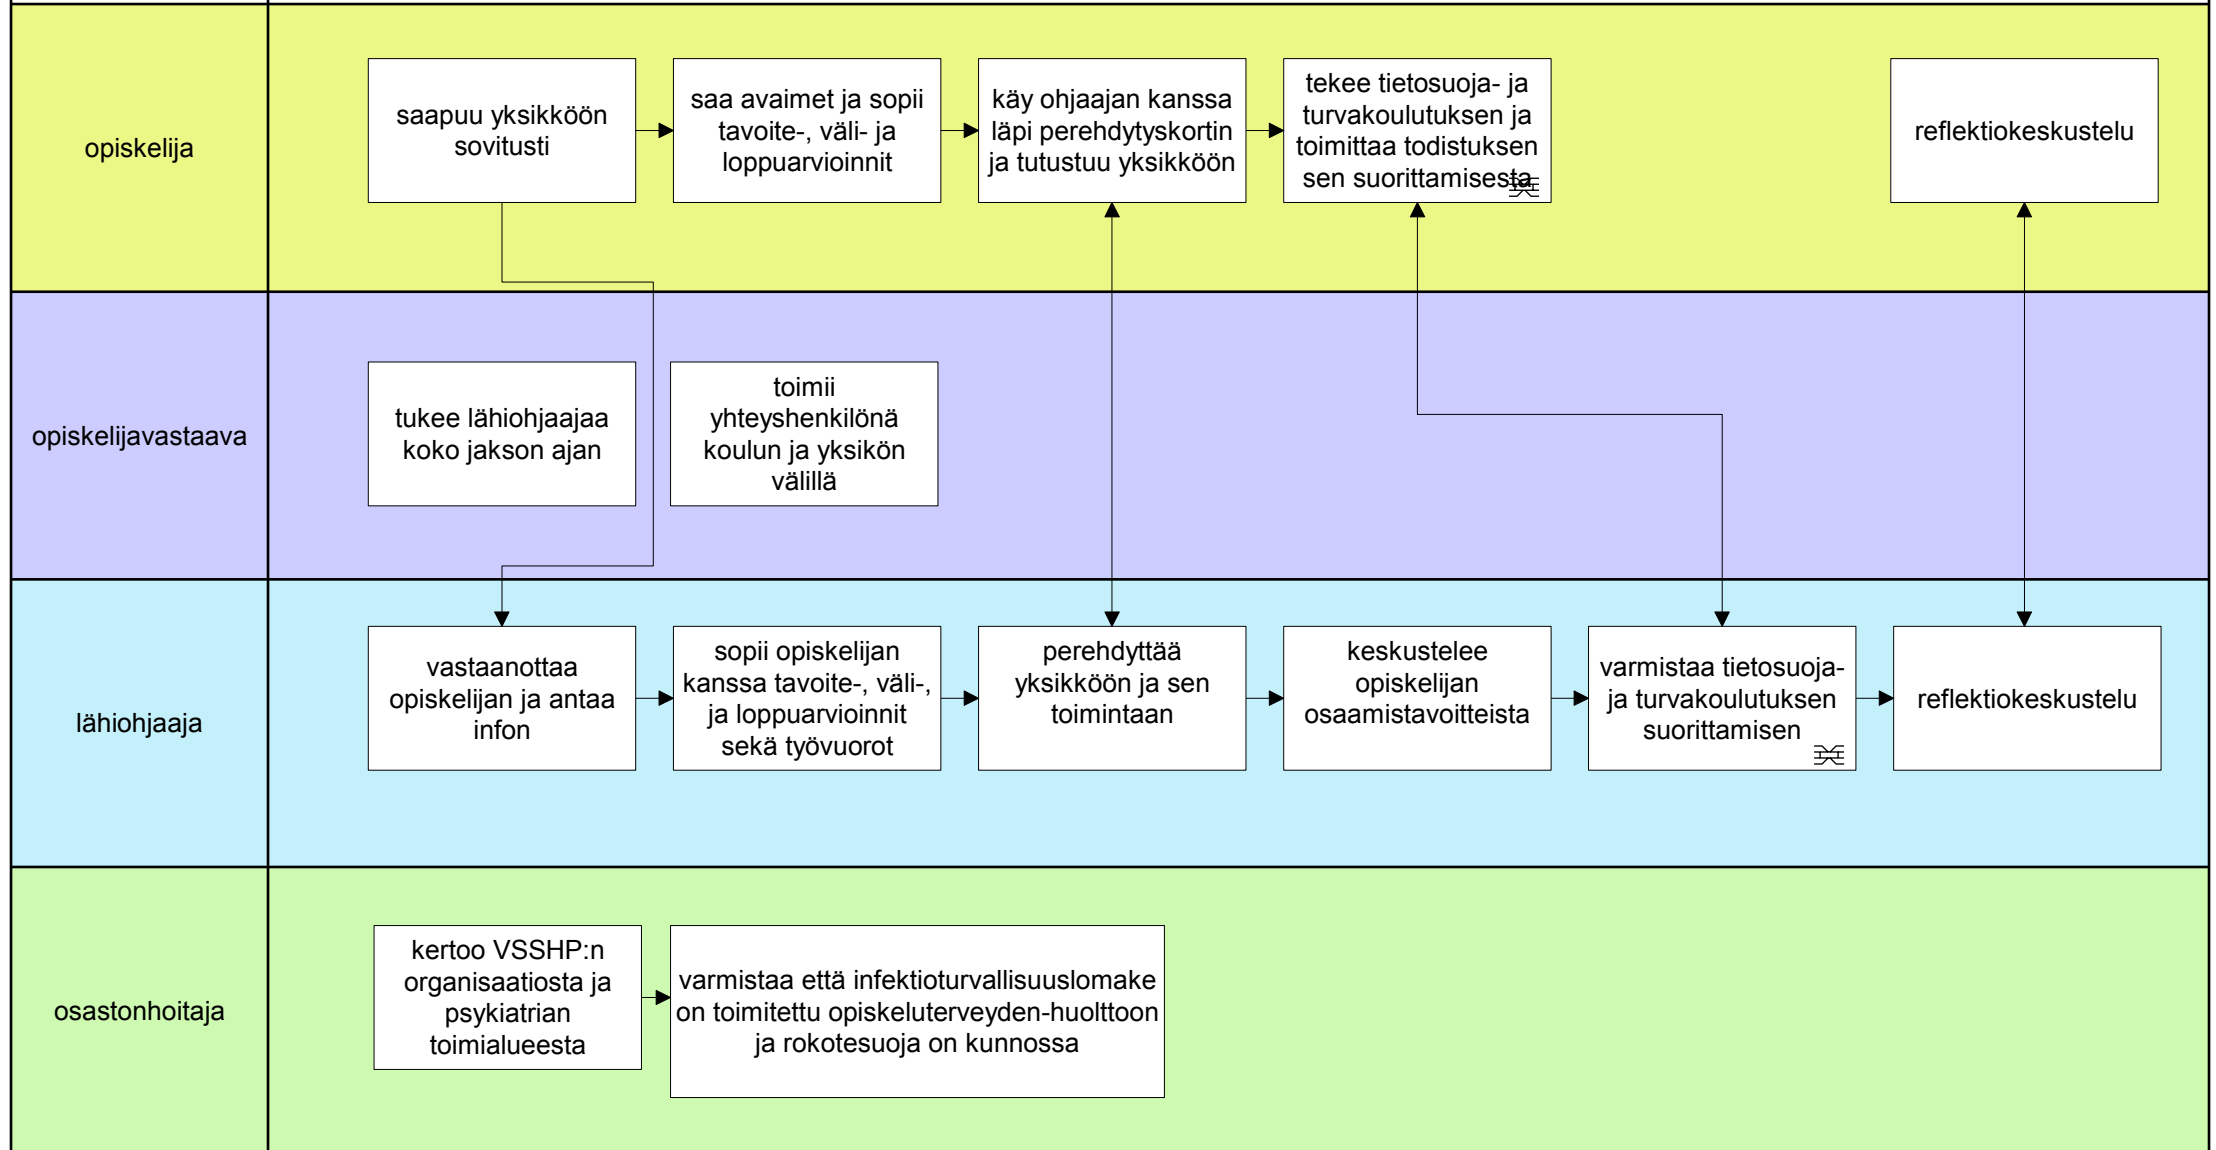 opiskelija
saapuu yksikköön
sovitusti
saa avaimet ja sopii
tavoite-, väli- ja
loppuarvioinnit
käy ohjaajan kanssa
läpi perehdytyskortin
ja tutustuu yksikköön
tekee tietosuoja- ja
turvakoulutuksen ja
toimittaa todistuksen
sen suorittamisesta
reflektiokeskustelu
opiskelijavastaava
tukee lähiohjaajaa
koko jakson ajan
toimii
yhteyshenkilönä
koulun ja yksikön
välillä
lähiohjaaja
vastaanottaa
opiskelijan ja antaa
infon
sopii opiskelijan
kanssa tavoite-, väli-,
ja loppuarvioinnit
sekä työvuorot
perehdyttää
yksikköön ja sen
toimintaan
keskustelee
opiskelijan
osaamistavoitteista
varmistaa tietosuoja-
ja turvakoulutuksen
suorittamisen
reflektiokeskustelu
osastonhoitaja
kertoo VSSHP:n
organisaatiosta ja
psykiatrian
toimialueesta
varmistaa että infektioturvallisuuslomake
on toimitettu opiskeluterveyden-huolttoon
ja rokotesuoja on kunnossa